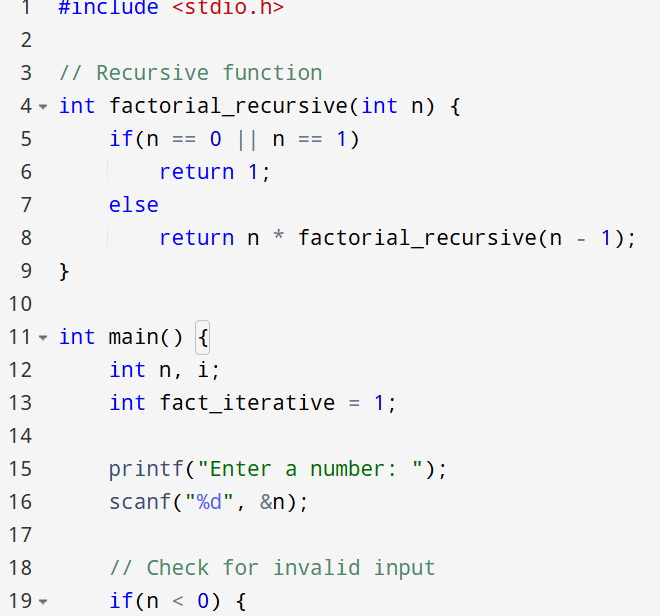 1 #include <stdio.h>
2
3 // Recursive function
4 int factorial_recursive(int n) {
5     if(n == 0 || n == 1)
6         return 1;
7     else
8         return n * factorial_recursive(n - 1);
9 }
10
11 int main() {
12     int n, i;
13     int fact_iterative = 1;
14
15     printf("Enter a number: ");
16     scanf("%d", &n);
17
18     // Check for invalid input
19     if(n < 0) {